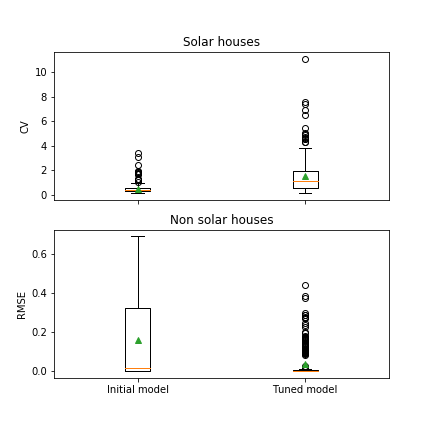 Solar houses
10
8
6
4
2
0
CV
Non solar houses
0.6
0.4
0.2
0.0
RMSE
Initial model
Tuned model